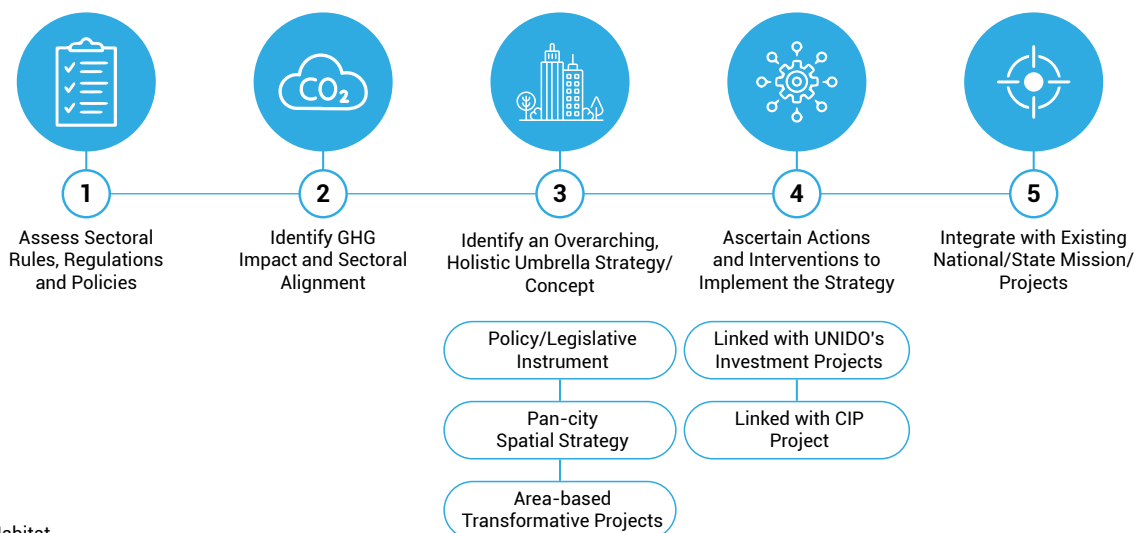 CO₂
1
2
3
4
5
Assess Sectoral
Rules, Regulations
and Policies
Identify GHG
Impact and Sectoral
Alignment
Identify an Overarching,
Holistic Umbrella Strategy/
Concept
Ascertain Actions
and Interventions to
Implement the Strategy
Integrate with Existing
National/State Mission/
Projects
Policy/Legislative
Instrument
Pan-city
Spatial Strategy
Area-based
Transformative Projects
Linked with UNIDO's
Investment Projects
Linked with CIP
Project